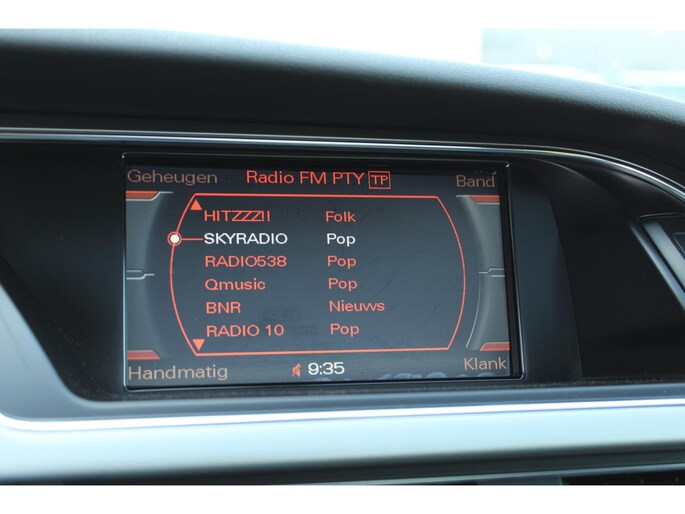 Geheugen Radio FM PTY TP Band
HITZZZ!! Folk
SKYRADIO Pop
RADIO538 Pop
Qmusic Pop
BNR Nieuws
RADIO 10 Pop
Handmatig 9:35 Klank